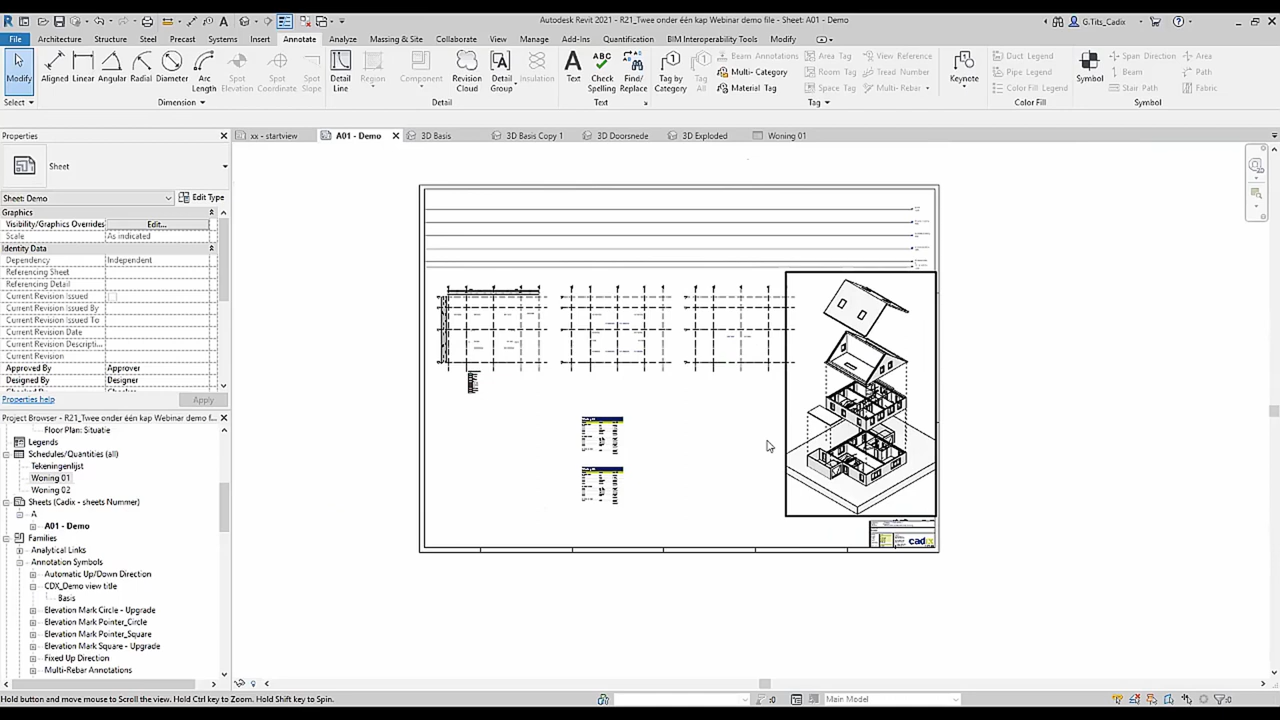 Autodesk Revit 2021 - R21_Twee onder één kap Webinar demo file - Sheet: A01 - Demo
G.Tits_Cadix
File Architecture Structure Steel Precast Systems Insert Annotate Analyze Massing & Site Collaborate View Manage Add-Ins Quantification BIM Interoperability Tools Modify
Modify Aligned Linear Angular Radial Diameter Arc Length Spot Elevation Spot Coordinate Spot Slope Detail Line Region Component Revision Cloud Detail Group Insulation Text Check Spelling Find/ Replace Tag by Category Tag All Beam Annotations Multi- Category Material Tag Area Tag Room Tag Space Tag View Reference Tread Number Multi- Rebar Keynote Duct Legend Pipe Legend Color Fill Legend Symbol Span Direction Beam Stair Path Area Path Fabric
Select Dimension Detail Text Tag Color Fill Symbol
Properties
xx - startview
A01 - Demo
3D Basis
3D Basis Copy 1
3D Doorsnede
3D Exploded
Woning 01
Sheet
Sheet: Demo
Edit Type
Graphics
Visibility/Graphics Overrides Edit...
Scale As indicated
Identity Data
Dependency Independent
Referencing Sheet
Referencing Detail
Current Revision Issued
Current Revision Issued By
Current Revision Issued To
Current Revision Date
Current Revision Descripti...
Current Revision
Approved By Approver
Designed By Designer
Properties help Apply
Project Browser - R21_Twee onder één kap Webinar demo f...
Floor Plan: Situatie
Legends
Schedules/Quantities (all)
Tekeningenlijst
Woning 01
Woning 02
Sheets (Cadix - sheets Nummer)
A
A01 - Demo
Families
Analytical Links
Annotation Symbols
Automatic Up/Down Direction
CDX_Demo view title
Basis
Elevation Mark Circle - Upgrade
Elevation Mark Pointer_Circle
Elevation Mark Pointer_Square
Elevation Mark Square - Upgrade
Fixed Up Direction
Multi-Rebar Annotations
cadix
Hold button and move mouse to Scroll the view. Hold Ctrl key to Zoom. Hold Shift key to Spin.
:0
Main Model
:0